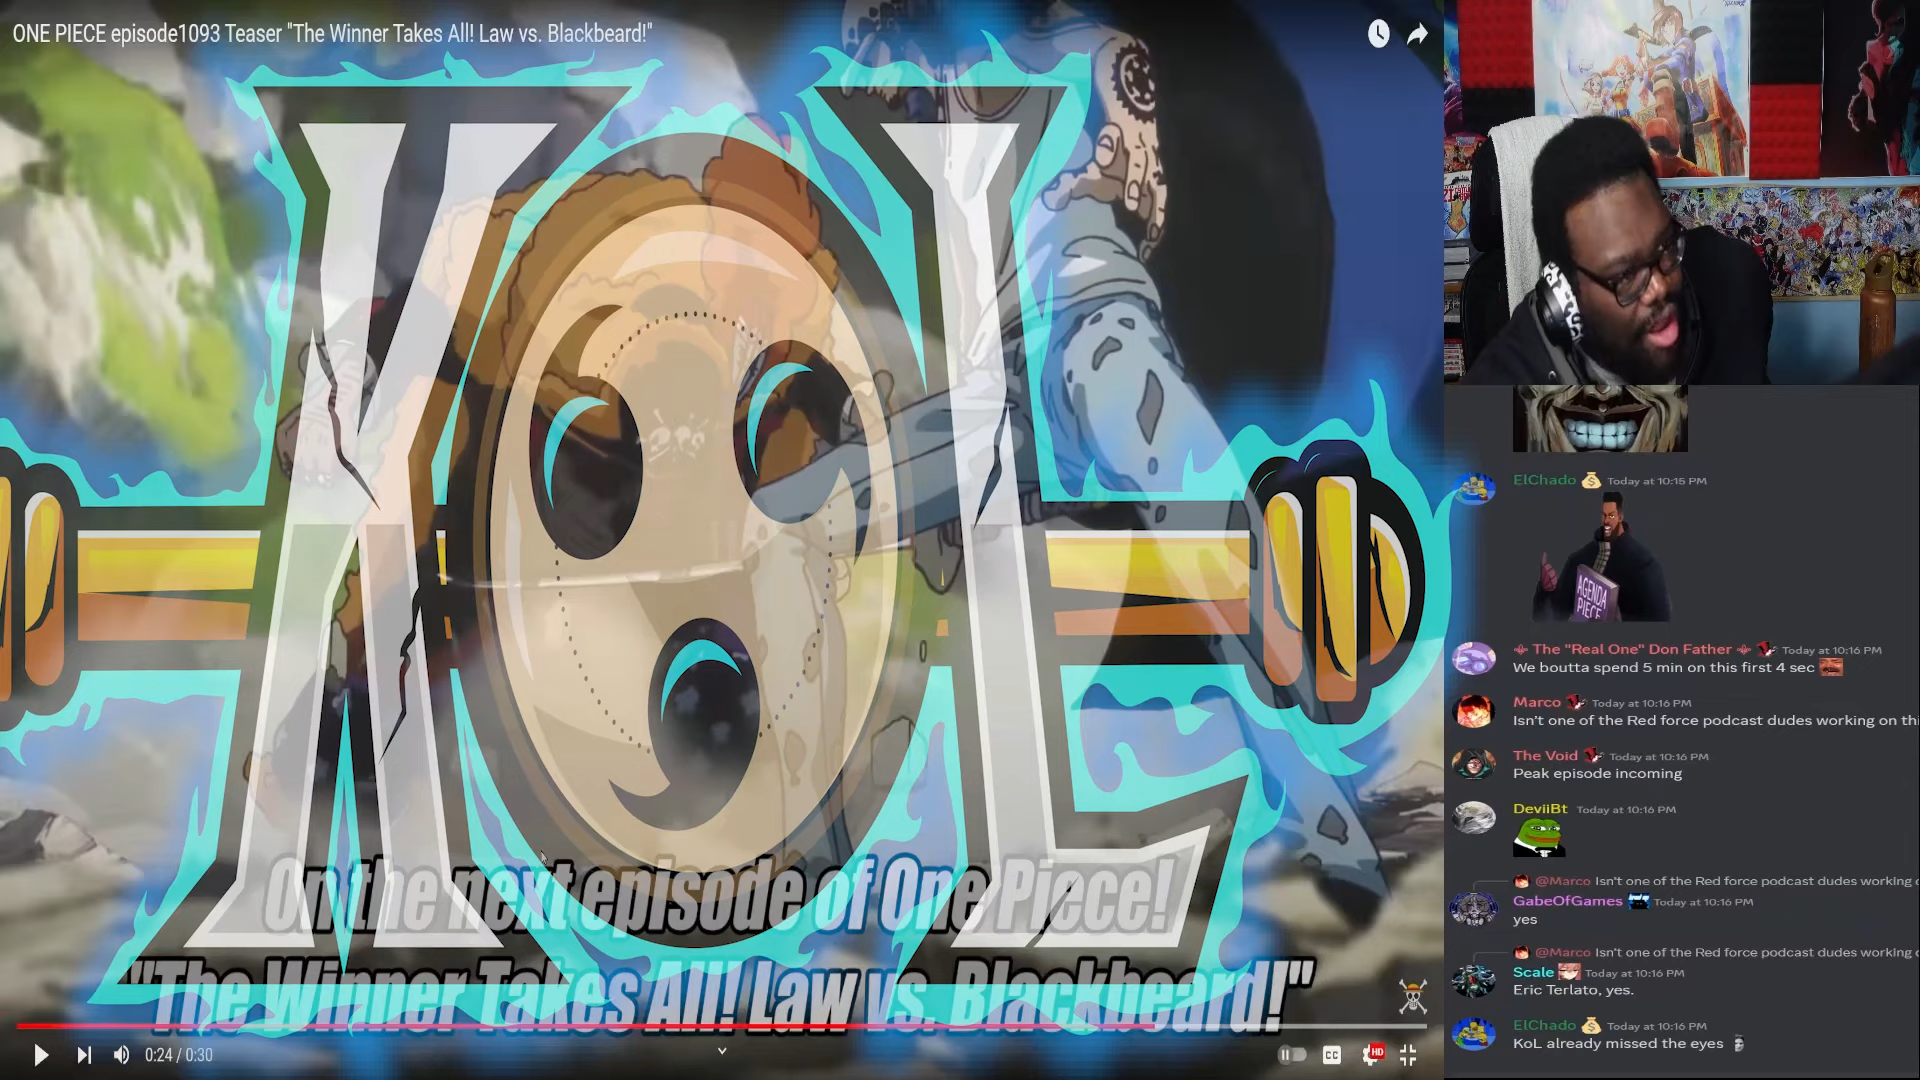 ONE PIECE episode1093 Teaser "The Winner Takes All! Law vs. Blackbeard!"
KOL
On the next episode of One Piece!
"The Winner Takes All! Law vs. Blackbeard!"
0:24 / 0:30
CC
HD
ElChado Today at 10:15 PM
AGENDA
PIECE
The "Real One" Don Father Today at 10:16 PM
We boutta spend 5 min on this first 4 sec
Marco Today at 10:16 PM
Isn't one of the Red force podcast dudes working on thi
The Void Today at 10:16 PM
Peak episode incoming
DeviiBt Today at 10:16 PM
@Marco Isn't one of the Red force podcast dudes working
GabeOfGames Today at 10:16 PM
yes
@Marco Isn't one of the Red force podcast dudes working
Scale Today at 10:16 PM
Eric Terlato, yes.
ElChado Today at 10:16 PM
KoL already missed the eyes